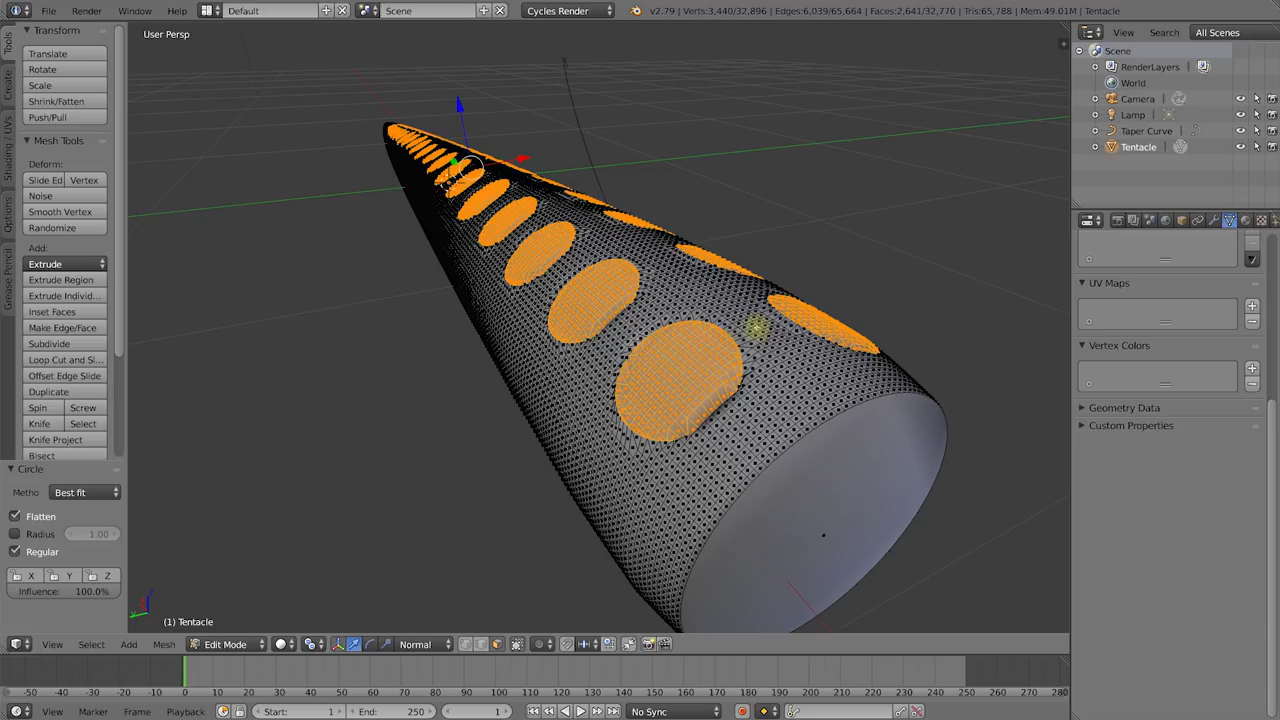 File Render Window Help Default Scene Cycles Render v2.79 | Verts:3,440/32,896 | Edges:6,039/65,664 | Faces:2,641/32,770 | Tris:65,788 | Mem:49.01M | Tentacle
Tools
Create
Shading / UVs
Options
Grease Pencil
Transform
Translate
Rotate
Scale
Shrink/Fatten
Push/Pull
Mesh Tools
Deform:
Slide Ed Vertex
Noise
Smooth Vertex
Randomize
Add:
Extrude
Extrude Region
Extrude Individ...
Inset Faces
Make Edge/Face
Subdivide
Loop Cut and Sl...
Offset Edge Slide
Duplicate
Spin Screw
Knife Select
Knife Project
Bisect
Circle
Metho Best fit
Flatten
Radius 1.00
Regular
X Y Z
Influence: 100.0%
User Persp
(1) Tentacle
View Search All Scenes
Scene
RenderLayers
World
Camera
Lamp
Taper Curve
Tentacle
UV Maps
Vertex Colors
Geometry Data
Custom Properties
View Select Add Mesh Edit Mode Normal
-50 -40 -30 -20 -10 0 10 20 30 40 50 60 70 80 90 100 110 120 130 140 150 160 170 180 190 200 210 220 230 240 250 260 270 280
View Marker Frame Playback Start: 1 End: 250 1 No Sync